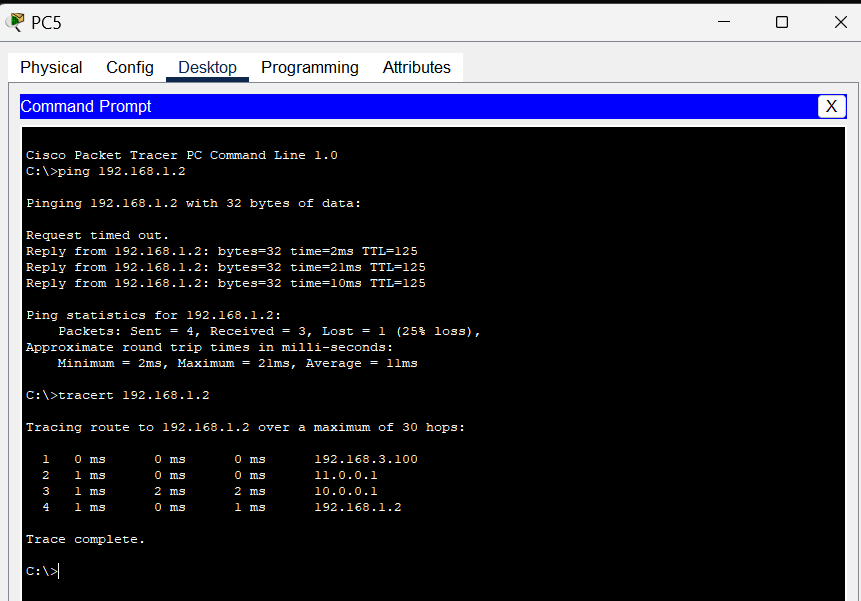 PC5
Physical Config Desktop Programming Attributes
Command Prompt X
Cisco Packet Tracer PC Command Line 1.0
C:\>ping 192.168.1.2
Pinging 192.168.1.2 with 32 bytes of data:
Request timed out.
Reply from 192.168.1.2: bytes=32 time=2ms TTL=125
Reply from 192.168.1.2: bytes=32 time=21ms TTL=125
Reply from 192.168.1.2: bytes=32 time=10ms TTL=125
Ping statistics for 192.168.1.2:
Packets: Sent = 4, Received = 3, Lost = 1 (25% loss),
Approximate round trip times in milli-seconds:
Minimum = 2ms, Maximum = 21ms, Average = 11ms
C:\>tracert 192.168.1.2
Tracing route to 192.168.1.2 over a maximum of 30 hops:
1 0 ms 0 ms 0 ms 192.168.3.100
2 1 ms 0 ms 0 ms 11.0.0.1
3 1 ms 2 ms 2 ms 10.0.0.1
4 1 ms 0 ms 1 ms 192.168.1.2
Trace complete.
C:\>